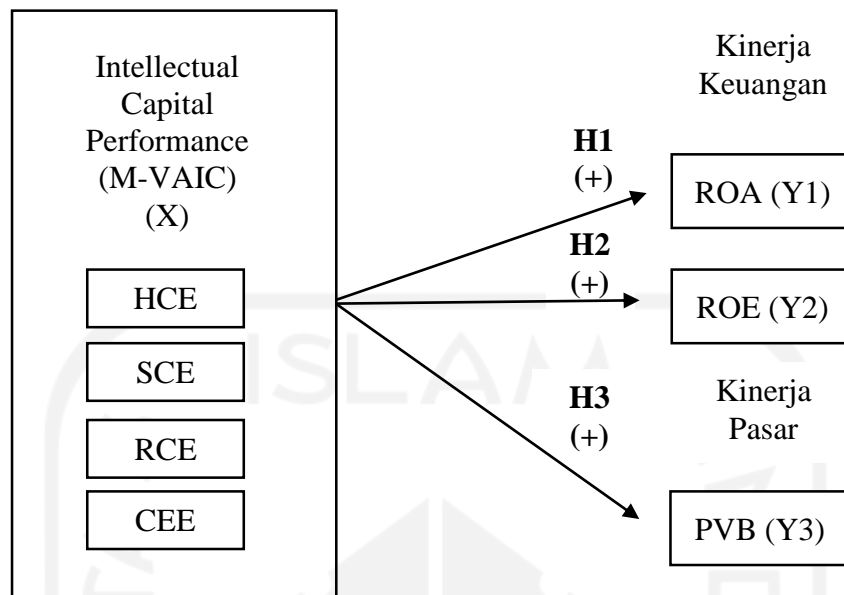 Intellectual
Capital
Performance
(M-VAIC)
(X)
HCE
SCE
RCE
CEE
H1
(+)
H2
(+)
H3
(+)
Kinerja
Keuangan
ROA (Y1)
ROE (Y2)
Kinerja
Pasar
PVB (Y3)
ISLAM